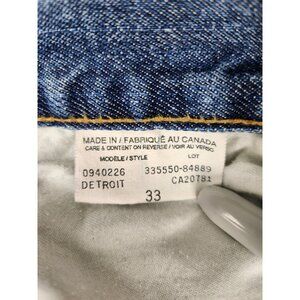 MADE IN / FABRIQUÉ AU CANADA
CARE & CONTENT ON REVERSE / VOIR AU VERSO
MODÈLE / STYLE LOT
0940226 335550-84889
DETROIT CA20781
33